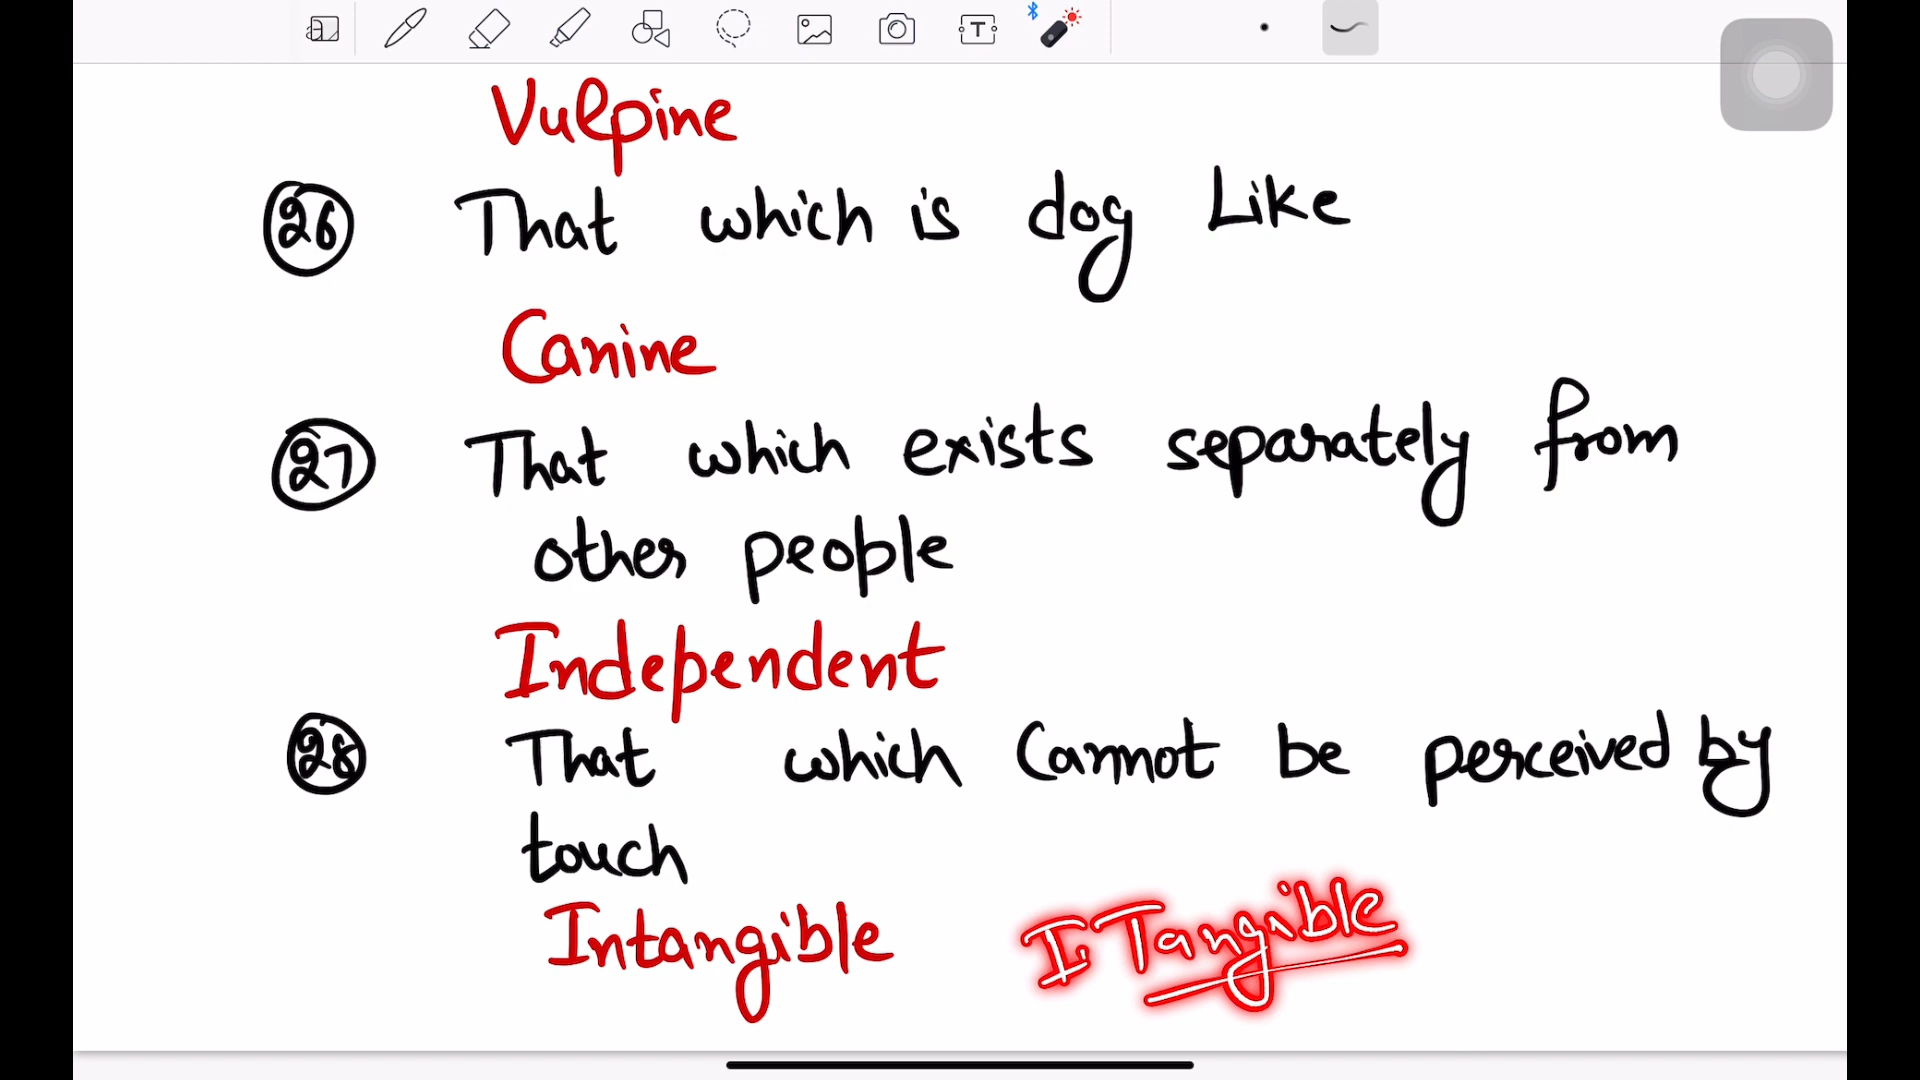 Vulpine
26 That which is dog Like
Canine
27 That which exists separately from
other people
Independent
28 That which Cannot be perceived by
touch
Intangible In Tangible